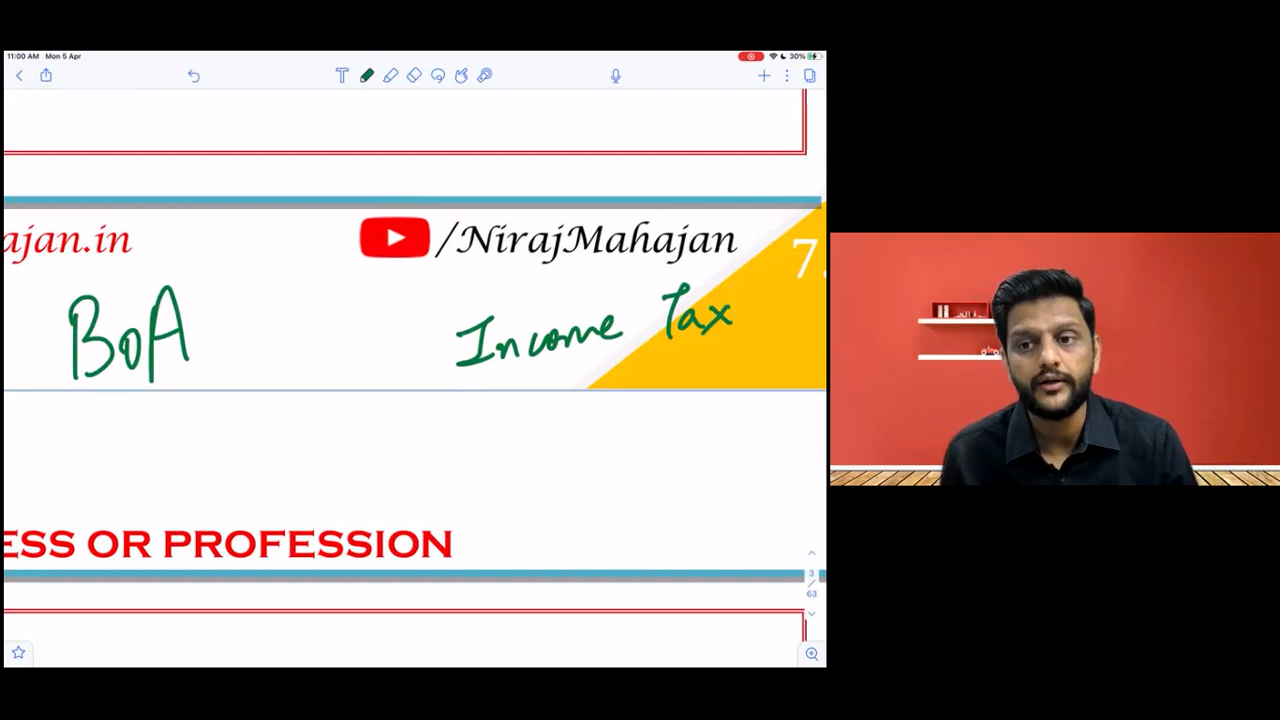 11:00 AM Mon 5 Apr
30%
T
ajan.in
/NirajMahajan
7.
BOA
Income Tax
ESS OR PROFESSION
3
/
63